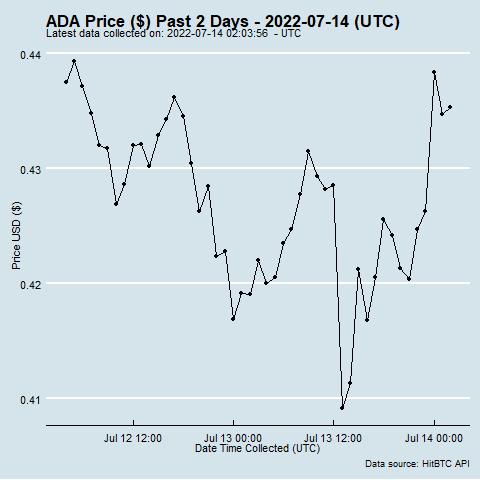 ADA Price ($) Past 2 Days - 2022-07-14 (UTC)
Latest data collected on: 2022-07-14 02:03:56 - UTC
0.44
0.43
0.42
0.41
Price USD ($)
Jul 12 12:00
Jul 13 00:00
Jul 13 12:00
Jul 14 00:00
Date Time Collected (UTC)
Data source: HitBTC API